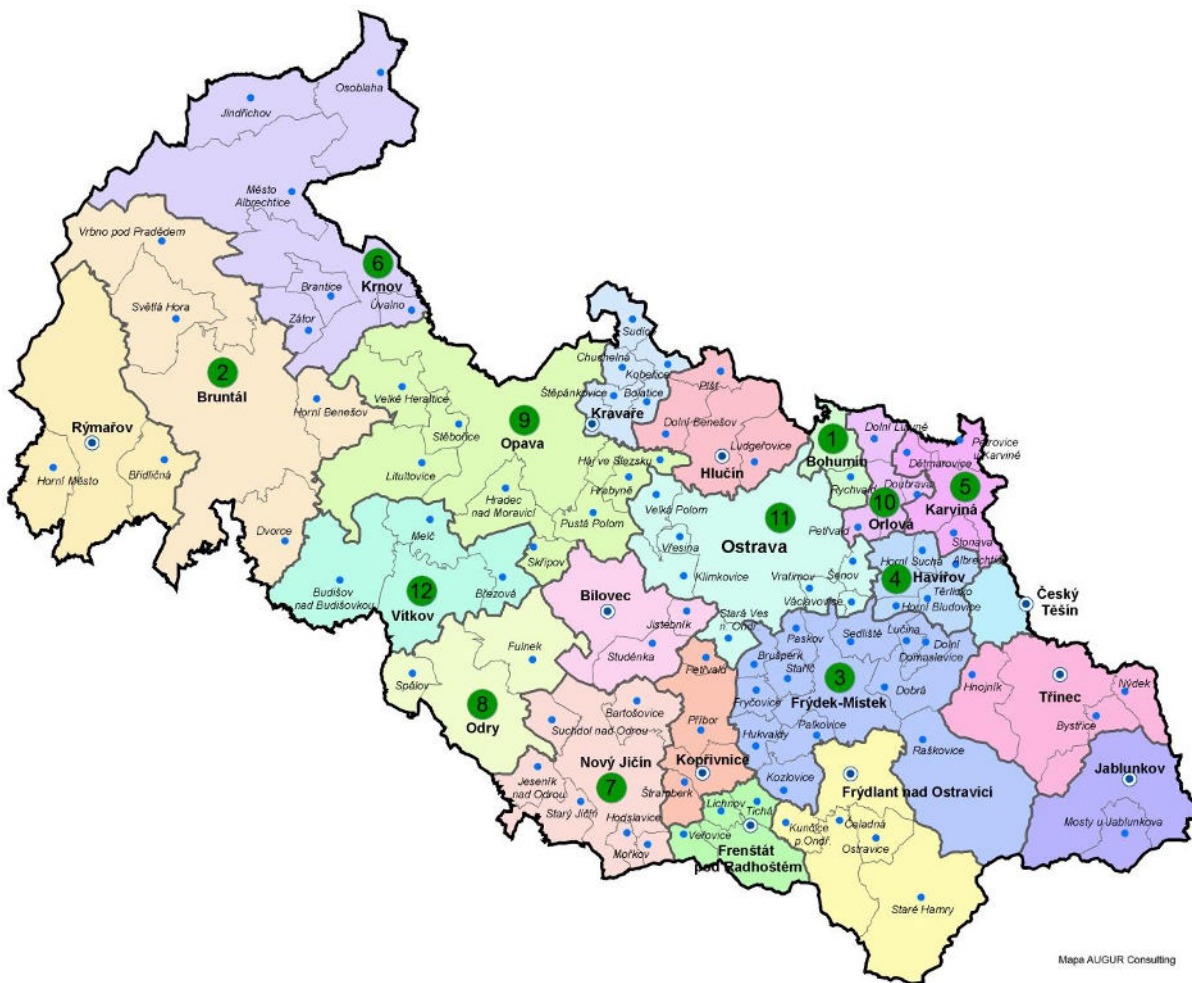 Osoblaha
Jindřichov
Město
Albrechtice
Vrbno pod Pradědem
6
Krnov
Brantice
Úvalno
Světlá Hora
Zátor
Sudice
Chuchelná
Kobeřice
2
Bruntál
Píšť
Velké Heraltice
Štěpánkovice
Bolatice
Horní Benešov
9
Opava
Kravaře
Rýmařov
Stěbořice
Dolní Benešov
1
Bohumín
Dolní Lutyně
Petrovice
u Karviné
Ludgeřovice
Háj ve Slezsku
Hlučín
Dětmarovice
Horní Město
Břidličná
Litultovice
Hrabyně
Rychvald
Doubrava
5
Karviná
Hradec
nad Moravicí
Velká Polom
10
Orlová
11
Ostrava
Pustá Polom
Petřvald
Dvorce
Melč
Vřesina
Stonava
Skřipov
Horní Suchá
Albrechtice
Klimkovice
Vratimov
Šenov
4
Havířov
Budišov
nad Budišovkou
12
Vítkov
Březová
Bílovec
Václavovice
Těrlicko
Horní Bludovice
Český
Těšín
Jistebník
Stará Ves
n. Ondř.
Paskov
Sedliště
Lučina
Dolní
Domaslavice
Fulnek
Studénka
Brušperk
Staříč
Petřvald
3
Frýdek-Místek
Dobrá
Hnojník
Třinec
Nýdek
Spálov
8
Odry
Bartošovice
Suchdol nad Odrou
Fryčovice
Příbor
Hukvaldy
Palkovice
Raškovice
Bystřice
Nový Jičín
7
Kopřivnice
Jeseník
nad Odrou
Štramberk
Kozlovice
Frýdlant nad Ostravicí
Jablunkov
Starý Jičín
Hodslavice
Lichnov
Tichá
Mosty u Jablunkova
Veřovice
Kunčice
p.Ondř.
Čeladná
Ostravice
Mořkov
Frenštát
pod Radhoštěm
Staré Hamry
Mapa AUGUR Consulting